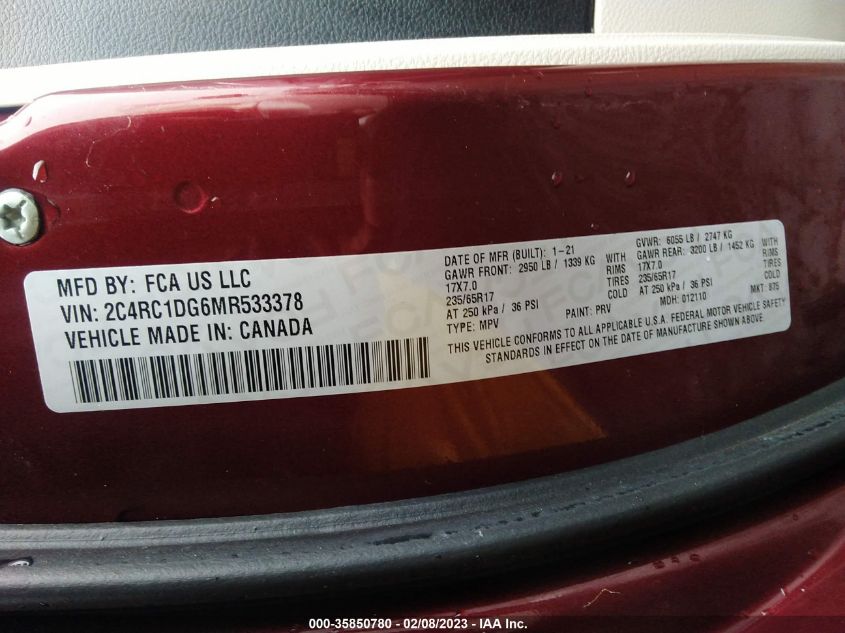 MFD BY: FCA US LLC
VIN: 2C4RC1DG6MR533378
VEHICLE MADE IN: CANADA
DATE OF MFR (BUILT): 1-21 GVWR: 6055 LB / 2747 KG
GAWR FRONT: 2950 LB / 1339 KG WITH GAWR REAR: 3200 LB / 1452 KG WITH
17X7.0 RIMS 17X7.0 RIMS
235/65R17 TIRES 235/65R17 TIRES
AT 250 kPa / 36 PSI COLD AT 250 kPa / 36 PSI COLD
TYPE: MPV PAINT: PRV MDH: 012110 MKT: 875
THIS VEHICLE CONFORMS TO ALL APPLICABLE U.S.A. FEDERAL MOTOR VEHICLE SAFETY
STANDARDS IN EFFECT ON THE DATE OF MANUFACTURE SHOWN ABOVE.
000-35850780 — 02/08/2023 — IAA Inc.